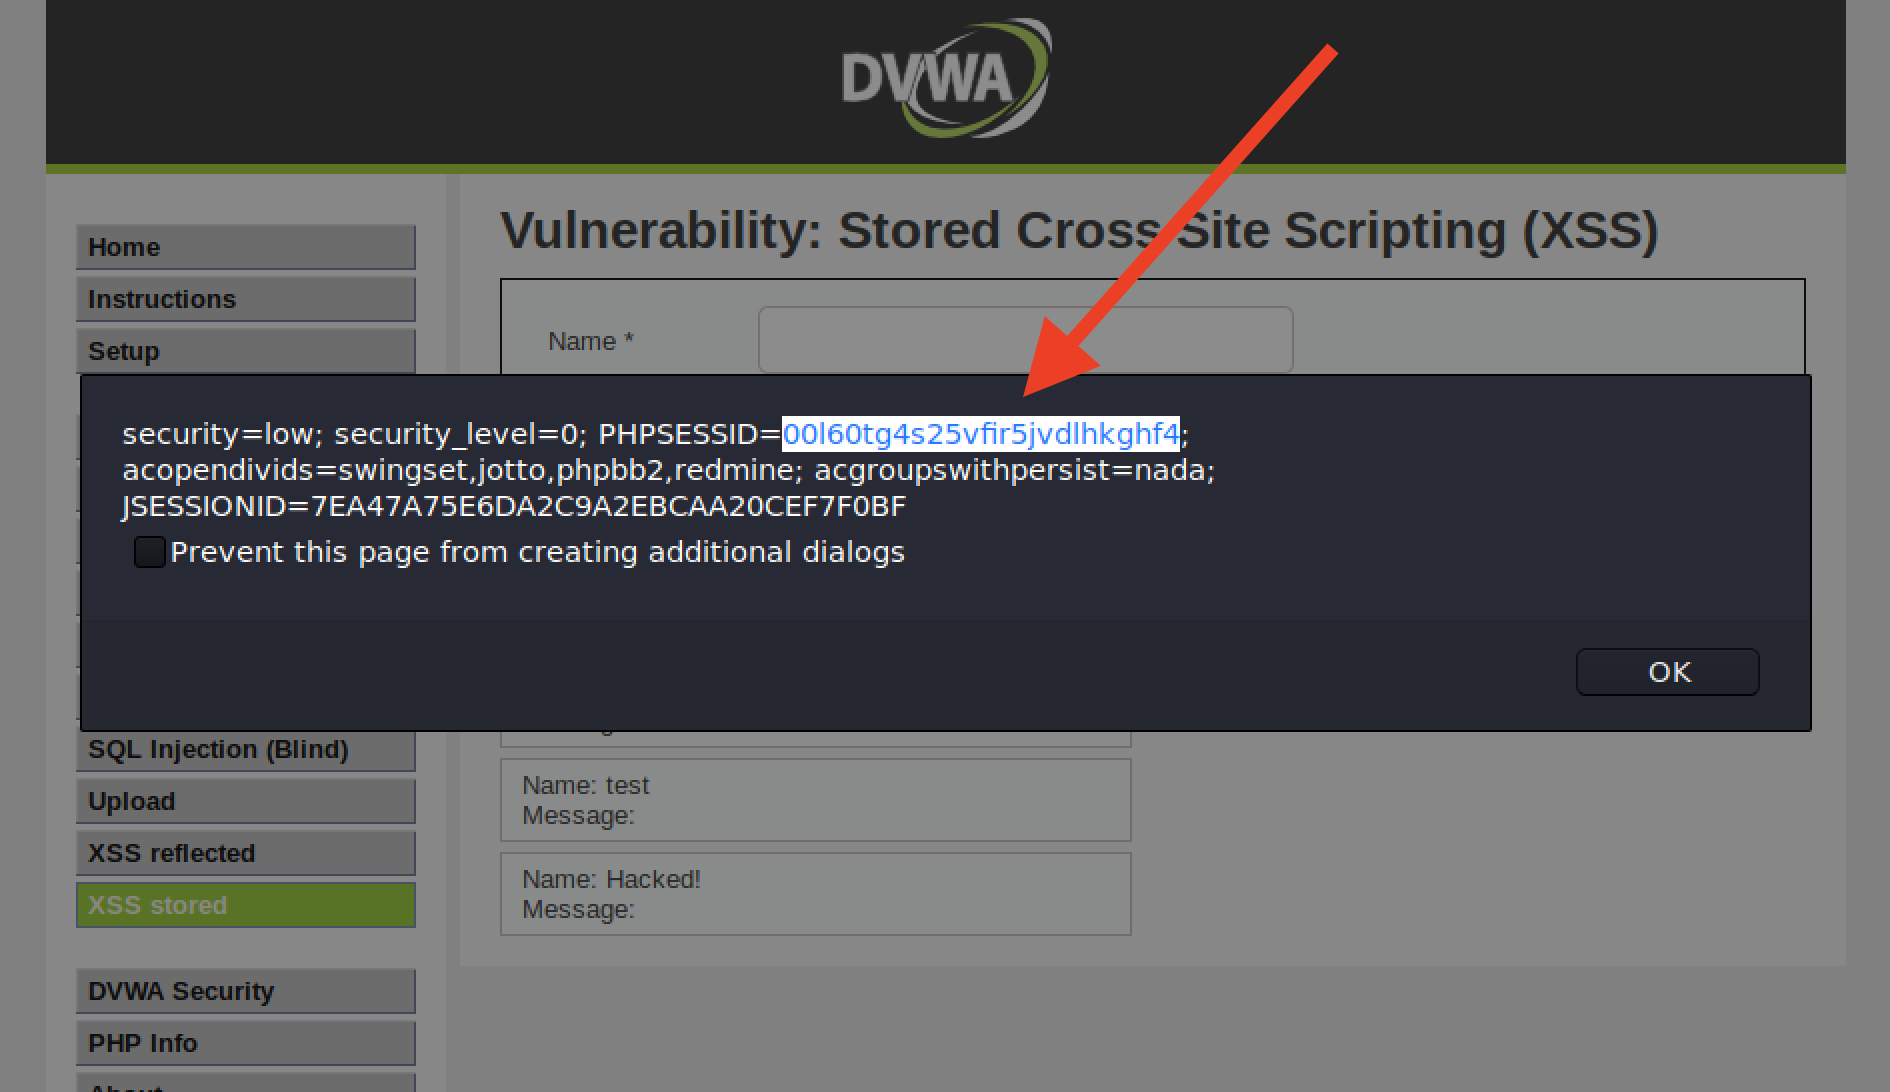 DVWA
Vulnerability: Stored Cross Site Scripting (XSS)
Home
Instructions
Setup
Name *
security=low; security_level=0; PHPSESSID=00l60tg4s25vfir5jvdlhkghf4;
acopendivids=swingset,jotto,phpbb2,redmine; acgroupswithpersist=nada;
JSESSIONID=7EA47A75E6DA2C9A2EBCAA20CEF7F0BF
Prevent this page from creating additional dialogs
OK
SQL Injection (Blind)
Upload
XSS reflected
XSS stored
DVWA Security
PHP Info
About
Name: test
Message:
Name: Hacked!
Message: